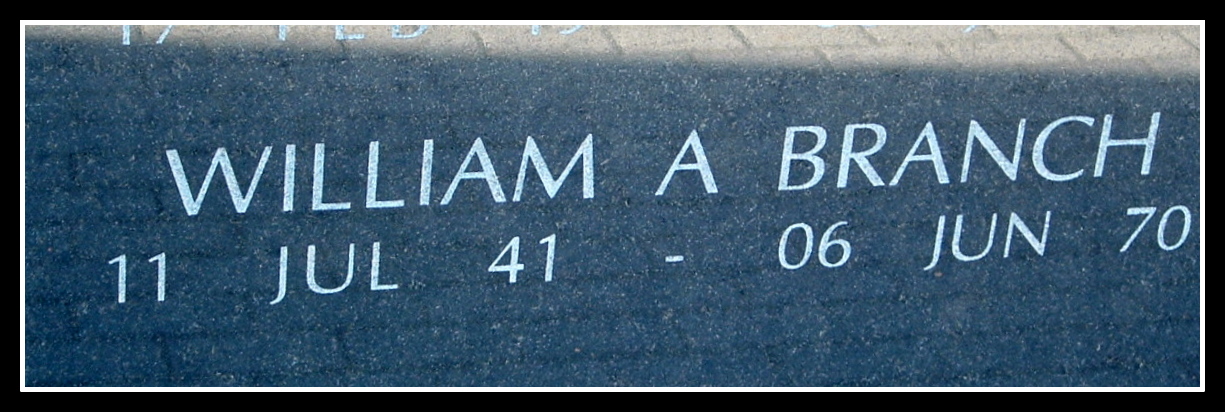 WILLIAM A BRANCH
11 JUL 41 - 06 JUN 70